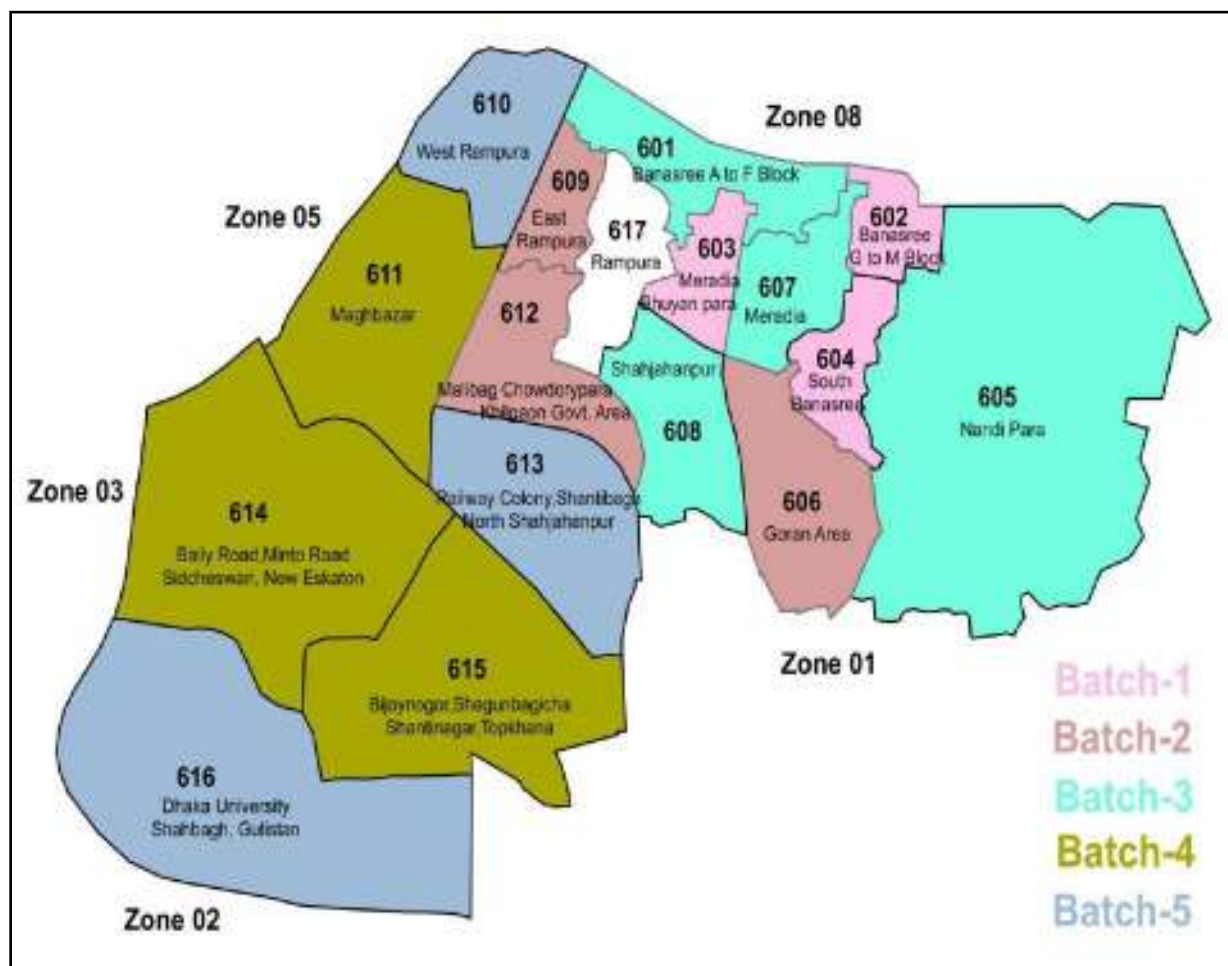 610
West Rampura
Zone 08
601
Banasree A to F Block
609
East
Rampura
617
Rampura
603
Meradia
Bhuyan para
602
Banasree
G to M Block
Zone 05
611
Maghbazar
607
Meradia
612
Malibag Chowdorypara
Khilgaon Govt. Area
Shahjahanpur
608
604
South
Banasree
605
Nandi Para
613
Railway Colony,Shantibagh
North Shahjahanpur
Zone 03
614
Baily Road,Minto Road
Siddheswari, New Eskaton
606
Goran Area
615
Bijoynogor,Shegunbagicha
Shantinagar,Topkhana
Zone 01
616
Dhaka University
Shahbagh, Gulistan
Zone 02
Batch-1
Batch-2
Batch-3
Batch-4
Batch-5